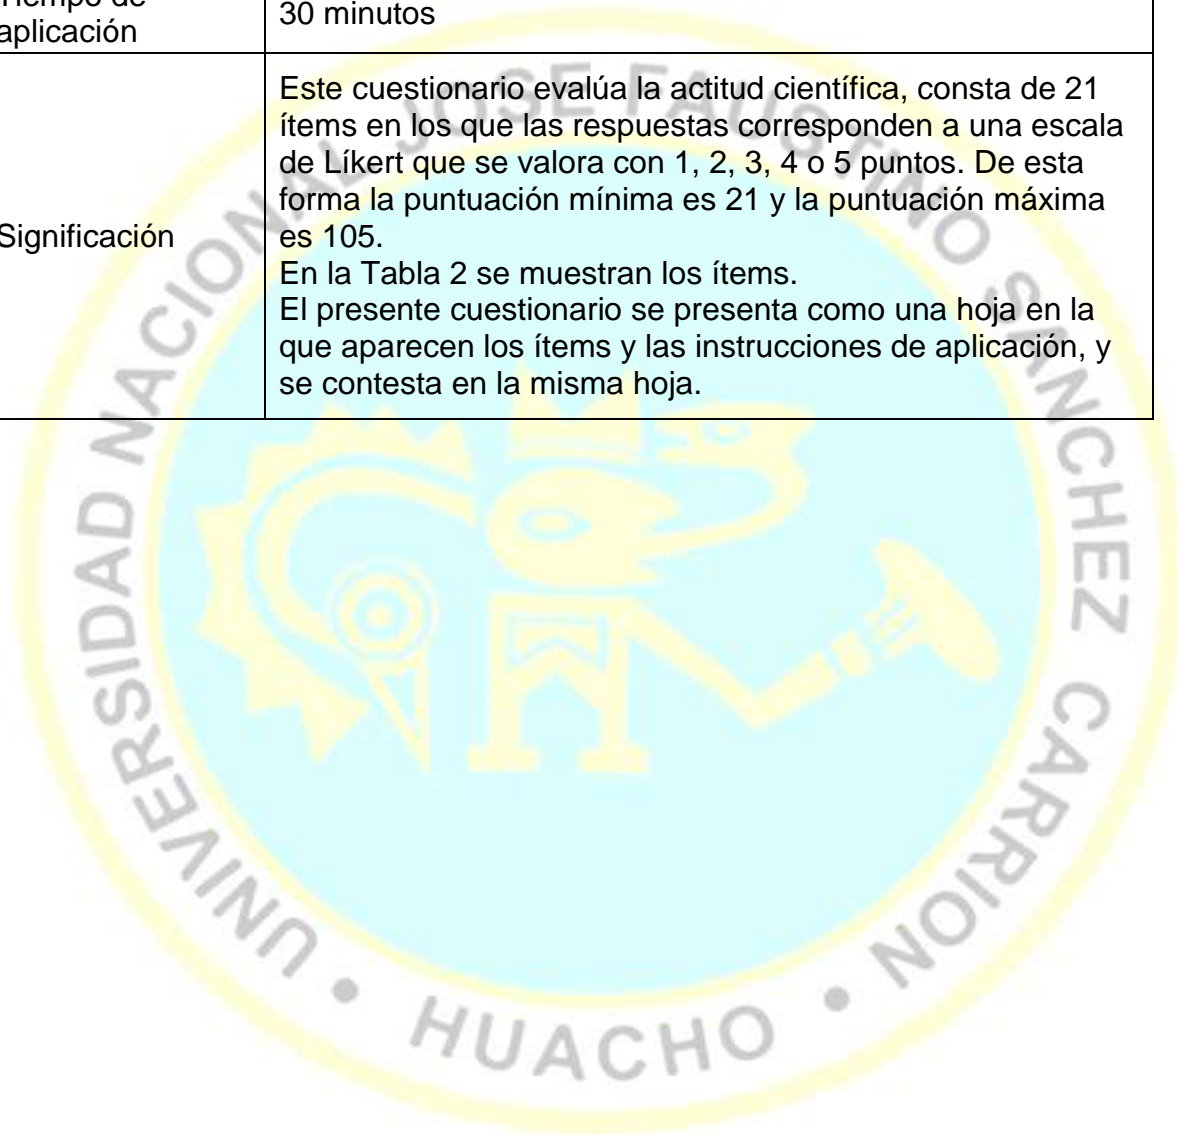 Tiempo de
aplicación
30 minutos
Significación
Este cuestionario evalúa la actitud científica, consta de 21
ítems en los que las respuestas corresponden a una escala
de Líkert que se valora con 1, 2, 3, 4 o 5 puntos. De esta
forma la puntuación mínima es 21 y la puntuación máxima
es 105.
En la Tabla 2 se muestran los ítems.
El presente cuestionario se presenta como una hoja en la
que aparecen los ítems y las instrucciones de aplicación, y
se contesta en la misma hoja.
UNIVERSIDAD NACIONAL JOSE FAUSTINO SANCHEZ CARRION
• HUACHO •